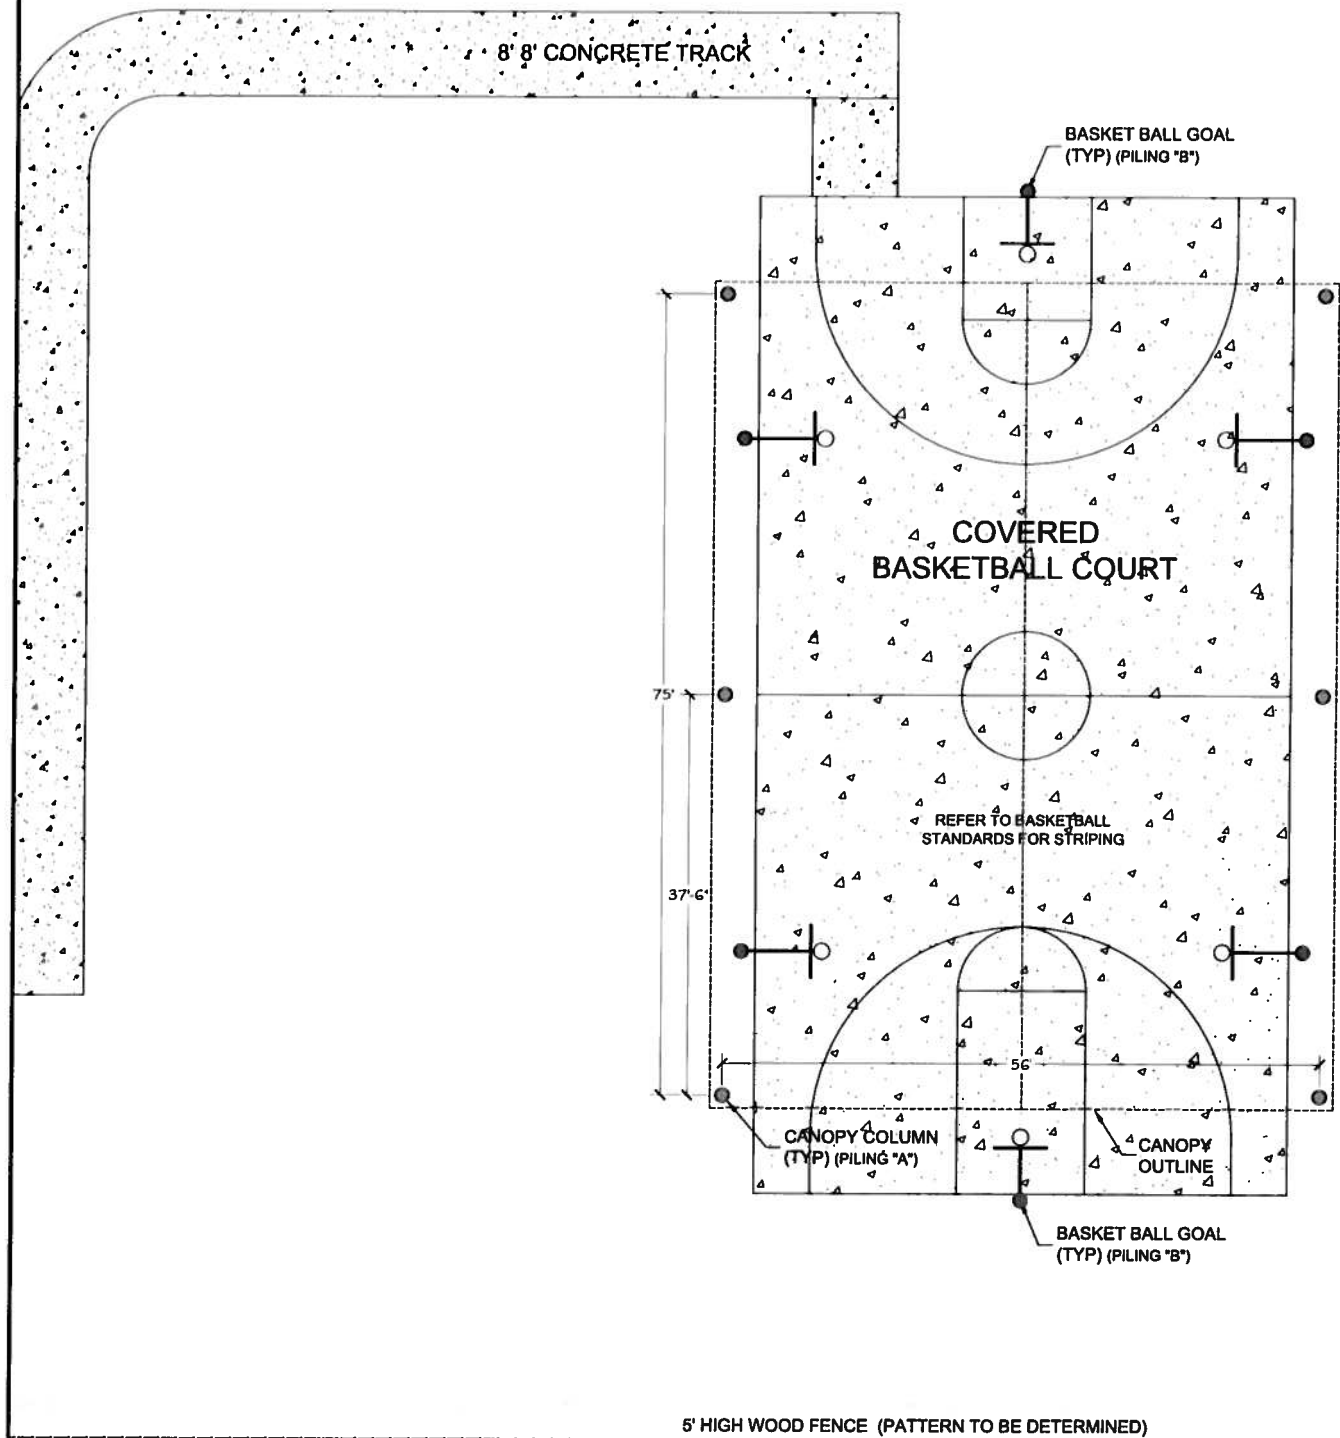 8' 8' CONCRETE TRACK
BASKET BALL GOAL
(TYP) (PILING "B")
COVERED
BASKETBALL COURT
75'
REFER TO BASKETBALL
STANDARDS FOR STRIPING
37'-6"
56'
CANOPY COLUMN
(TYP) (PILING "A")
CANOPY
OUTLINE
BASKET BALL GOAL
(TYP) (PILING "B")
5' HIGH WOOD FENCE (PATTERN TO BE DETERMINED)